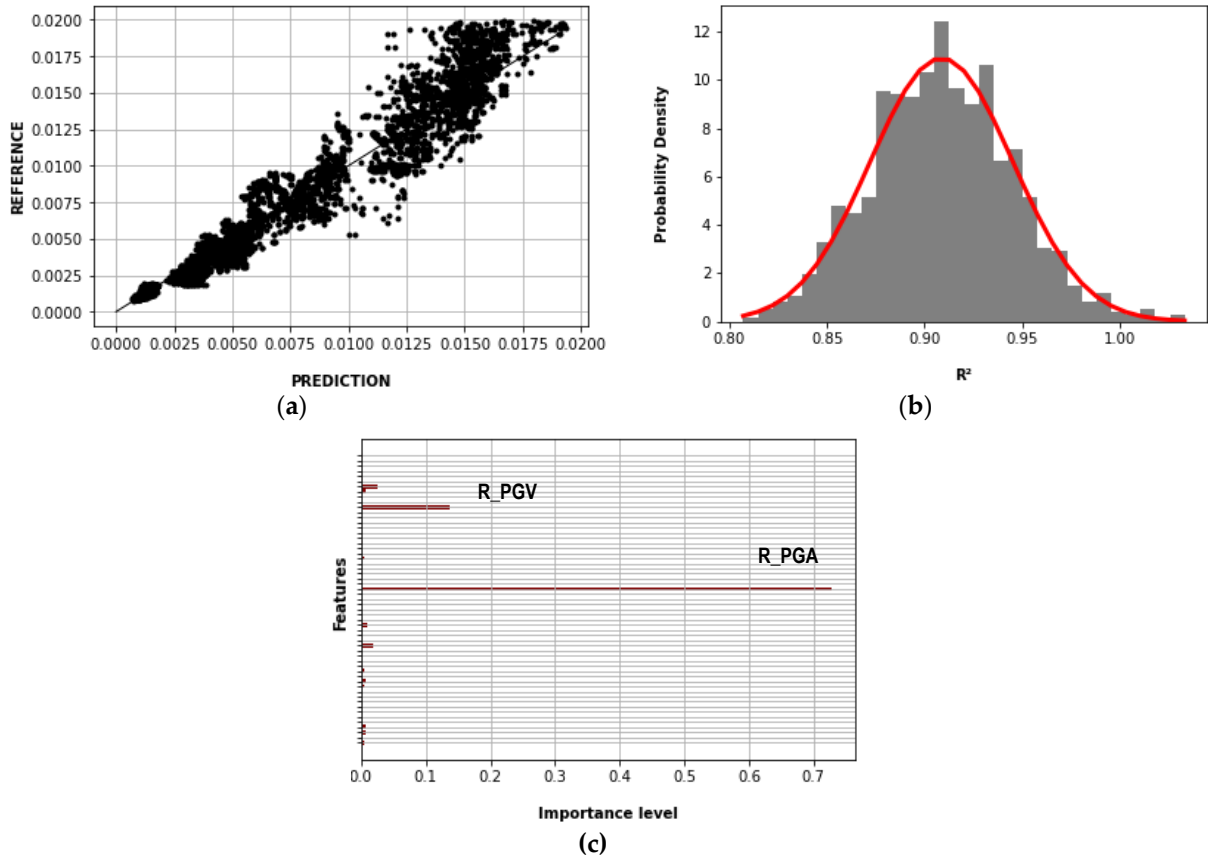 0.0200
0.0175
0.0150
0.0125
0.0100
0.0075
0.0050
0.0025
0.0000
REFERENCE
0.0000 0.0025 0.0050 0.0075 0.0100 0.0125 0.0150 0.0175 0.0200
PREDICTION
(a)
12
10
8
6
4
2
0
Probability Density
0.80 0.85 0.90 0.95 1.00
R²
(b)
R_PGV
R_PGA
Features
0.0 0.1 0.2 0.3 0.4 0.5 0.6 0.7
Importance level
(c)